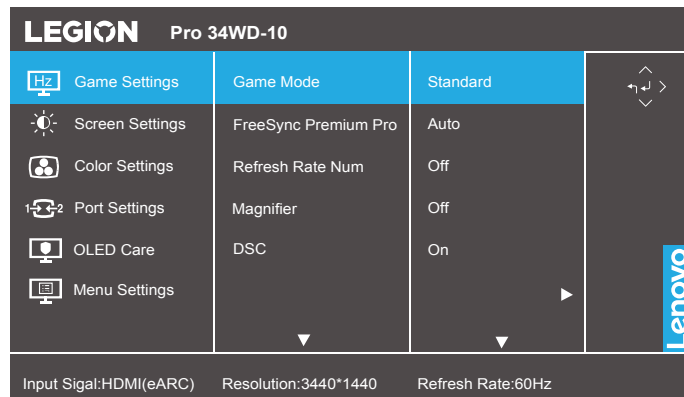 LEGION Pro 34WD-10
Hz Game Settings Game Mode Standard
Screen Settings FreeSync Premium Pro Auto
Color Settings Refresh Rate Num Off
1 2 Port Settings Magnifier Off
OLED Care DSC On
Menu Settings
Lenovo
Input Sigal:HDMI(eARC) Resolution:3440*1440 Refresh Rate:60Hz